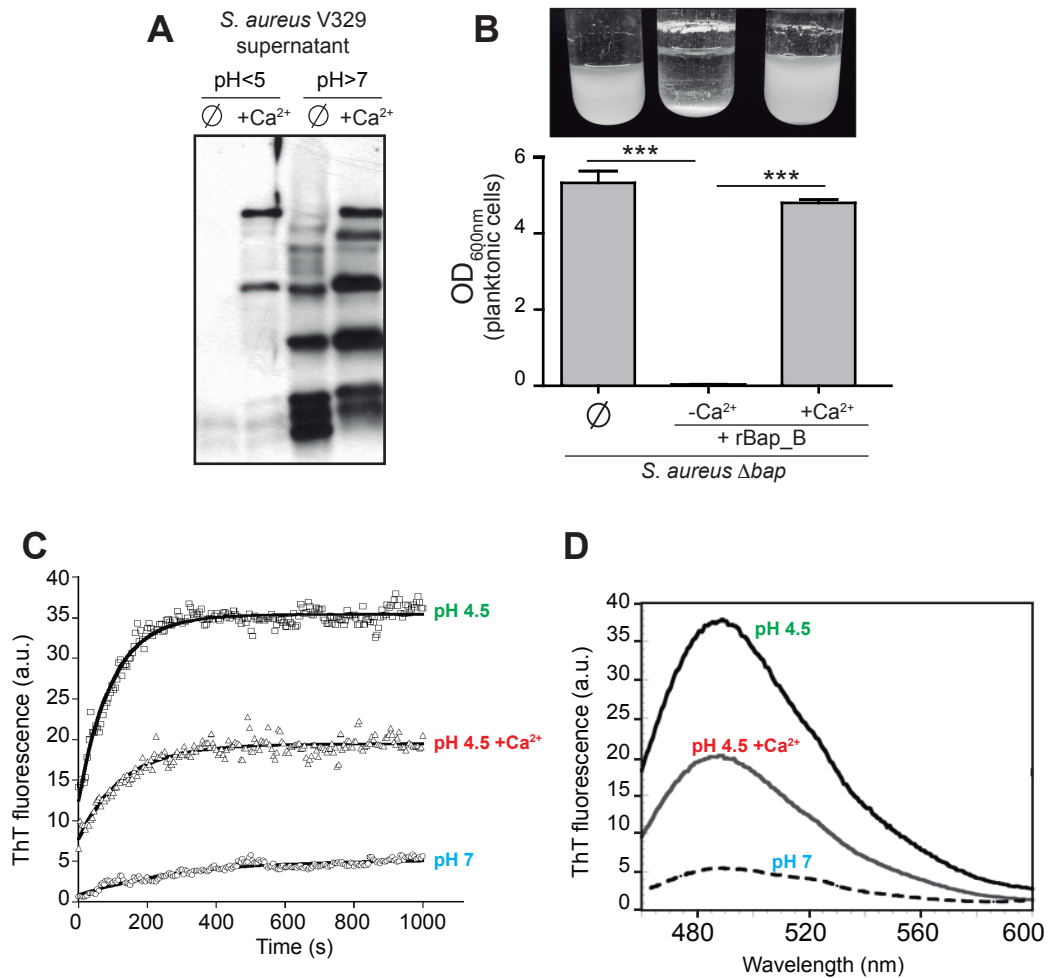 A
S. aureus V329
supernatant
pH<5 pH>7
∅ +Ca²⁺ ∅ +Ca²⁺
B
6
4
2
0
OD600nm
(planktonic cells)
*** ***
∅ -Ca²⁺ +Ca²⁺
+ rBap_B
S. aureus Δbap
C
40
35
30
25
20
15
10
5
0
ThT fluorescence (a.u.)
pH 4.5
pH 4.5 +Ca²⁺
pH 7
0 200 400 600 800 1000
Time (s)
D
40
35
30
25
20
15
10
5
0
ThT fluorescence (a.u.)
pH 4.5
pH 4.5 +Ca²⁺
pH 7
480 520 560 600
Wavelength (nm)